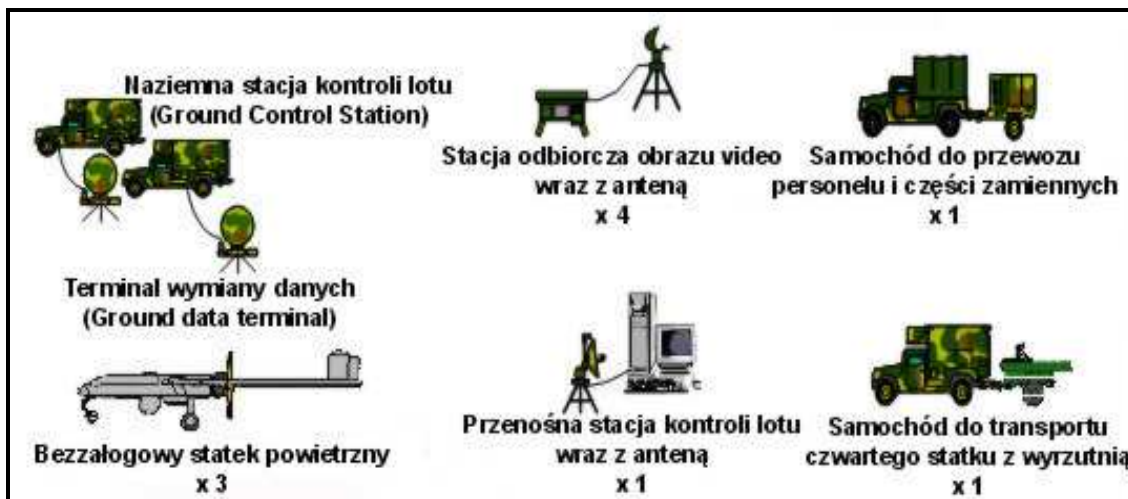 Naziemna stacja kontroli lotu
(Ground Control Station)
Terminal wymiany danych
(Ground data terminal)
Bezzałogowy statek powietrzny
x 3
Stacja odbiorcza obrazu video
wraz z anteną
x 4
Przenośna stacja kontroli lotu
wraz z anteną
x 1
Samochód do przewozu
personelu i części zamiennych
x 1
Samochód do transportu
czwartego statku z wyrzutnią
x 1